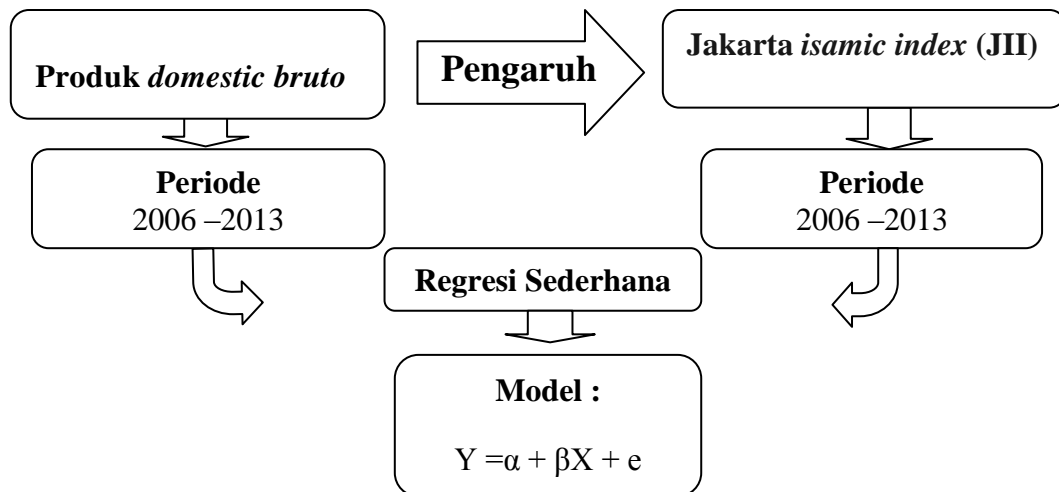 Produk domestic bruto
Pengaruh
Jakarta isamic index (JII)
Periode
2006 –2013
Periode
2006 –2013
Regresi Sederhana
Model :
Y =α + βX + e